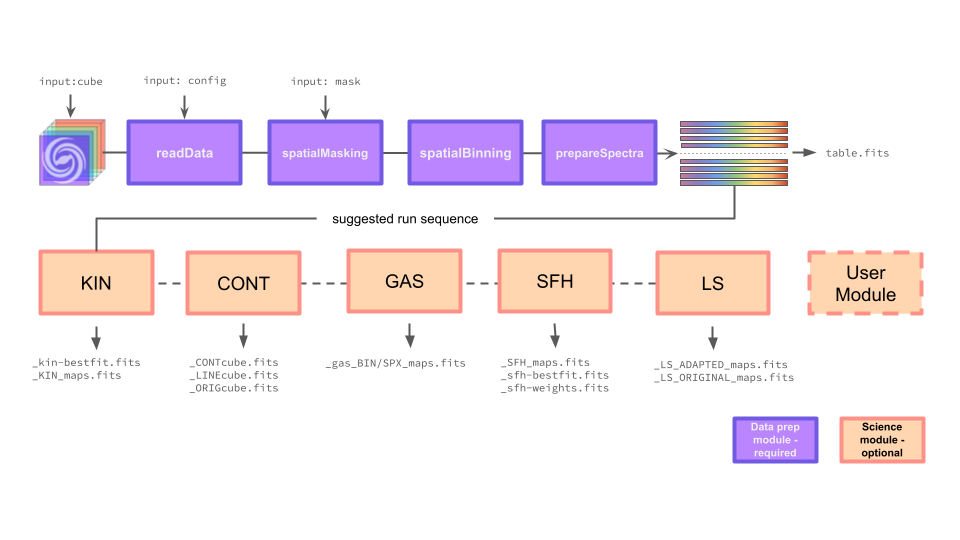 input:cube
input: config
input: mask
readData
spatialMasking
spatialBinning
prepareSpectra
table.fits
suggested run sequence
KIN
CONT
GAS
SFH
LS
User
Module
_kin-bestfit.fits
_KIN_maps.fits
_CONTcube.fits
_LINEcube.fits
_ORIGcube.fits
_gas_BIN/SPX_maps.fits
_SFH_maps.fits
_sfh-bestfit.fits
_sfh-weights.fits
_LS_ADAPTED_maps.fits
_LS_ORIGINAL_maps.fits
Data prep
module -
required
Science
module -
optional